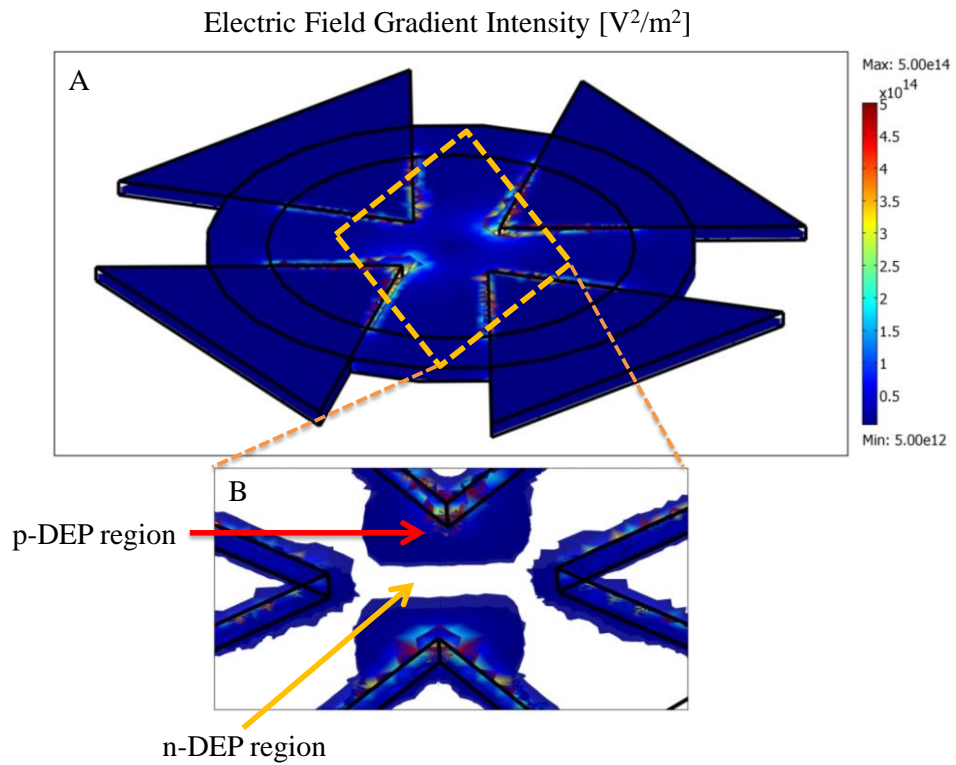 Electric Field Gradient Intensity [V²/m²]
A
Max: 5.00e14
x10¹⁴
5
4.5
4
3.5
3
2.5
2
1.5
1
0.5
Min: 5.00e12
B
p-DEP region
n-DEP region